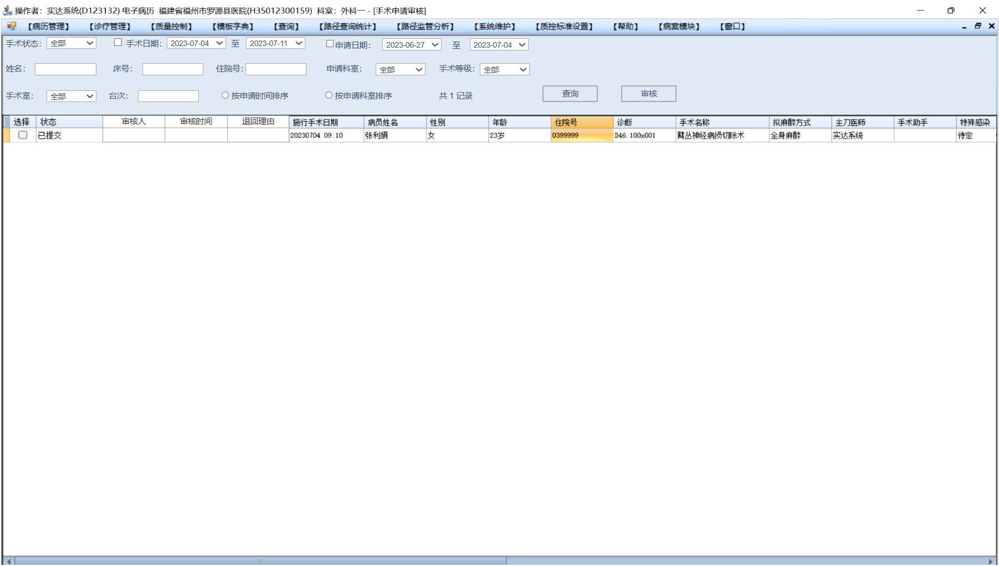 操作者：实达系统(D123132) 电子病历 福建省福州市罗源县医院(H35012300159) 科室：外科一 - [手术申请审核]
【病历管理】 【诊疗管理】 【质量控制】 【模板字典】 【查询】 【路径查询统计】 【路径监管分析】 【系统维护】 【质控标准设置】 【帮助】 【病案模块】 【窗口】
手术状态： 全部 手术日期： 2023-07-04 至 2023-07-11 申请日期： 2023-06-27 至 2023-07-04
姓名： 床号： 住院号： 申请科室： 全部 手术等级： 全部
手术室： 全部 台次： 按申请时间排序 按申请科室排序 共 1 记录 查询 审核
选择 状态 审核人 审核时间 退回理由 施行手术日期 病员姓名 性别 年龄 住院号 诊断 手术名称 拟麻醉方式 主刀医师 手术助手 特殊感染
已提交 20230704 09:10 张利娟 女 23岁 0399999 D46.100x001 臂丛神经病损切除术 全身麻醉 实达系统 待定